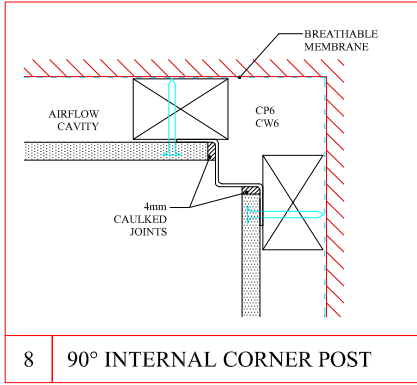 BREATHABLE
MEMBRANE
AIRFLOW
CAVITY
CP6
CW6
4mm
CAULKED
JOINTS
8 90° INTERNAL CORNER POST